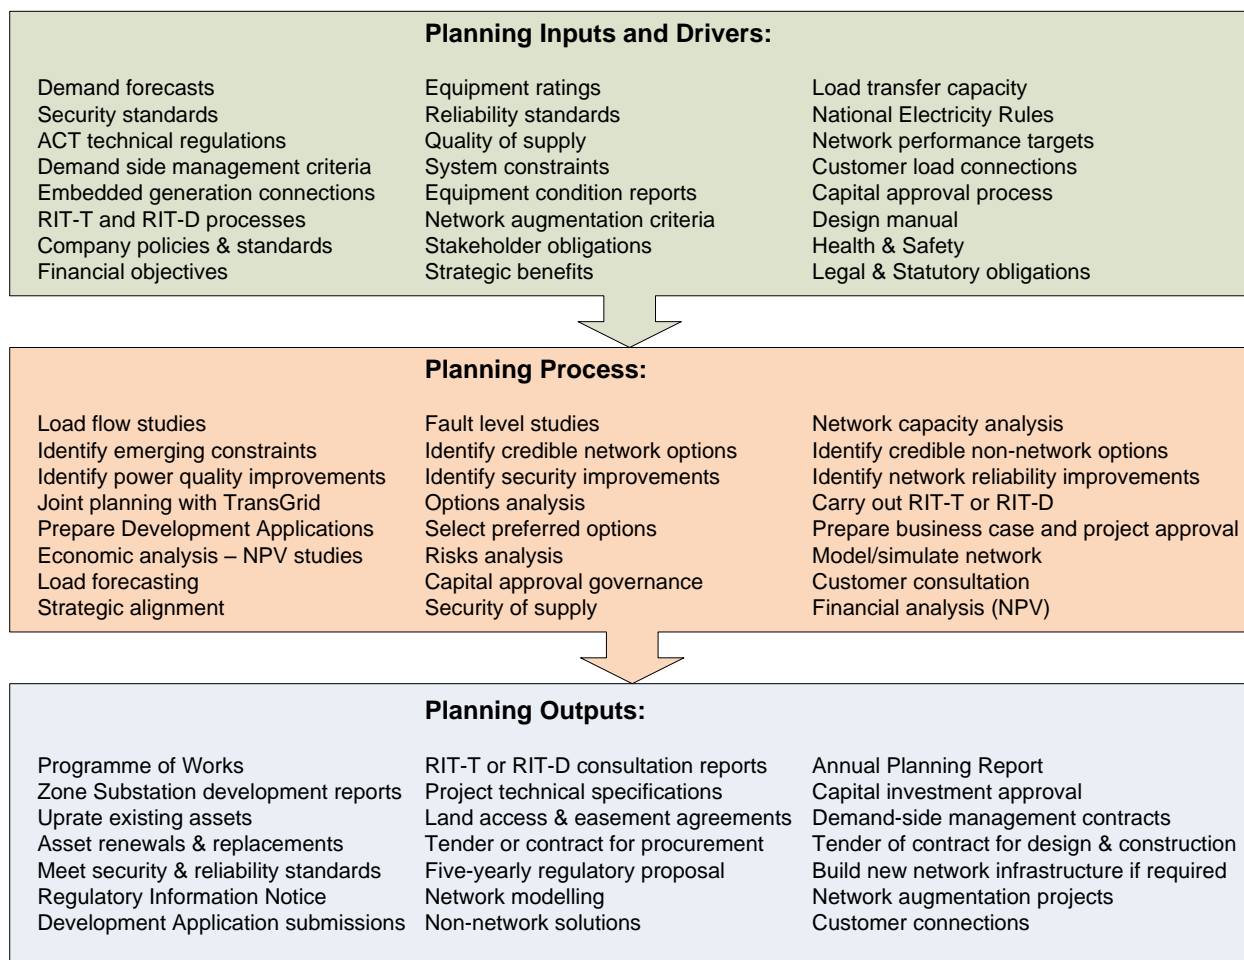 Planning Inputs and Drivers:
Demand forecasts
Security standards
ACT technical regulations
Demand side management criteria
Embedded generation connections
RIT-T and RIT-D processes
Company policies & standards
Financial objectives
Equipment ratings
Reliability standards
Quality of supply
System constraints
Equipment condition reports
Network augmentation criteria
Stakeholder obligations
Strategic benefits
Load transfer capacity
National Electricity Rules
Network performance targets
Customer load connections
Capital approval process
Design manual
Health & Safety
Legal & Statutory obligations
Planning Process:
Load flow studies
Identify emerging constraints
Identify power quality improvements
Joint planning with TransGrid
Prepare Development Applications
Economic analysis – NPV studies
Load forecasting
Strategic alignment
Fault level studies
Identify credible network options
Identify security improvements
Options analysis
Select preferred options
Risks analysis
Capital approval governance
Security of supply
Network capacity analysis
Identify credible non-network options
Identify network reliability improvements
Carry out RIT-T or RIT-D
Prepare business case and project approval
Model/simulate network
Customer consultation
Financial analysis (NPV)
Planning Outputs:
Programme of Works
Zone Substation development reports
Uprate existing assets
Asset renewals & replacements
Meet security & reliability standards
Regulatory Information Notice
Development Application submissions
RIT-T or RIT-D consultation reports
Project technical specifications
Land access & easement agreements
Tender or contract for procurement
Five-yearly regulatory proposal
Network modelling
Non-network solutions
Annual Planning Report
Capital investment approval
Demand-side management contracts
Tender of contract for design & construction
Build new network infrastructure if required
Network augmentation projects
Customer connections